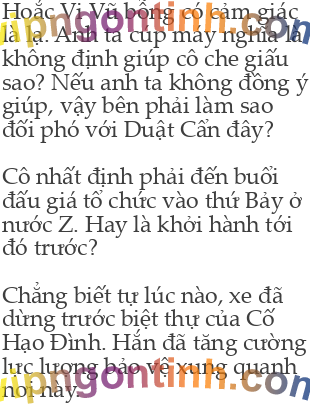 Hoắc Vi Vũ bỗng có cảm giác
là lạ. Anh ta cúp máy nghĩa là
không định giúp cô che giấu
sao? Nếu anh ta không đồng ý
giúp, vậy bên phải làm sao
đối phó với Duật Cẩn đây?
Cô nhất định phải đến buổi
đấu giá tổ chức vào thứ Bảy ở
nước Z. Hay là khởi hành tới
đó trước?
Chẳng biết tự lúc nào, xe đã
dừng trước biệt thự của Cố
Hạo Đình. Hắn đã tăng cường
lực lượng bảo vệ xung quanh
nơi này.
vipngontinh.com
vipngontinh.com